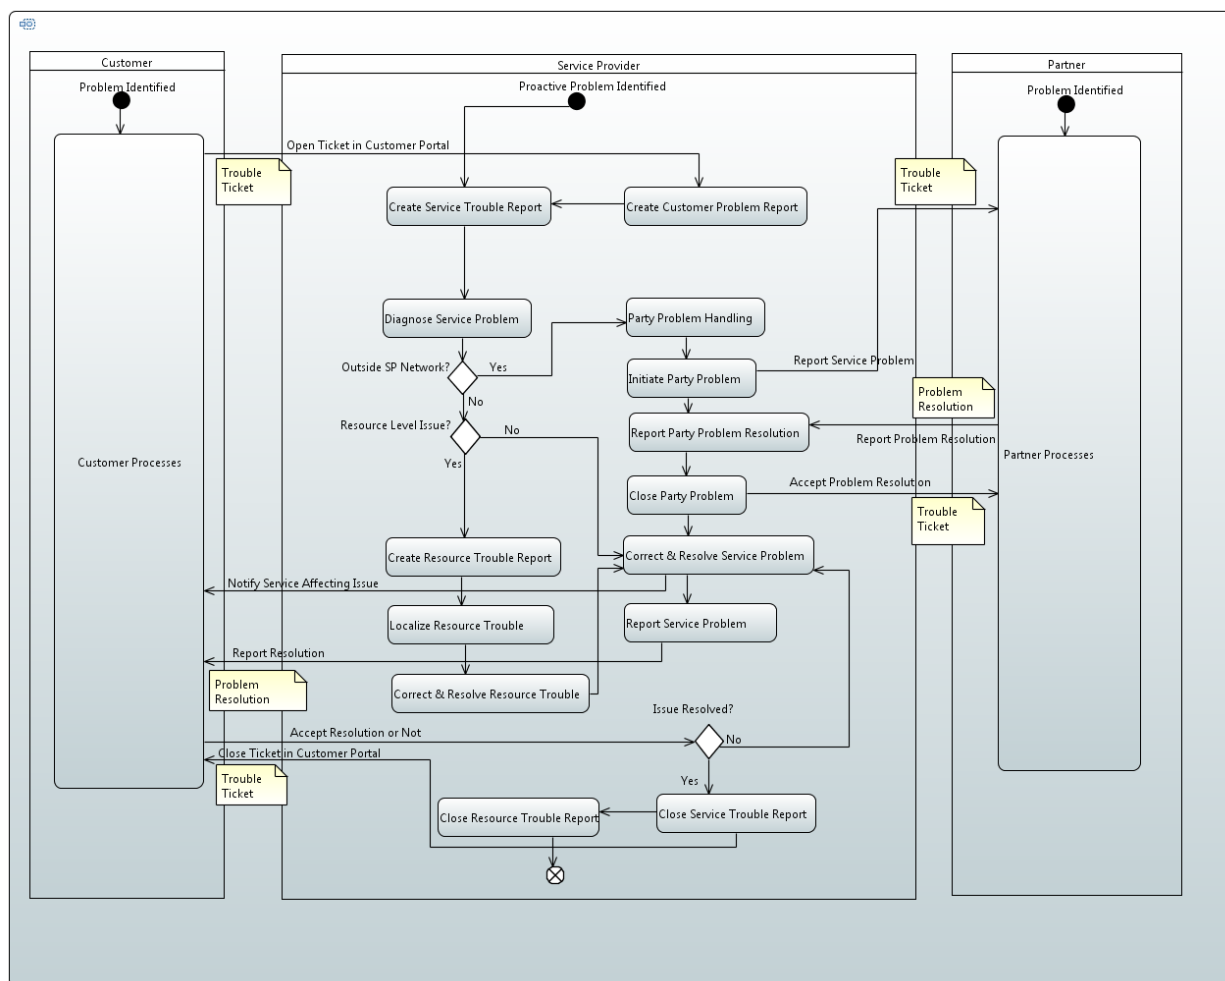 Customer
Service Provider
Partner
Problem Identified
Proactive Problem Identified
Problem Identified
Open Ticket in Customer Portal
Trouble
Ticket
Trouble
Ticket
Create Service Trouble Report
Create Customer Problem Report
Diagnose Service Problem
Party Problem Handling
Outside SP Network?
Yes
Report Service Problem
Initiate Party Problem
No
Problem
Resolution
Resource Level Issue?
No
Report Party Problem Resolution
Report Problem Resolution
Customer Processes
Yes
Partner Processes
Accept Problem Resolution
Close Party Problem
Trouble
Ticket
Create Resource Trouble Report
Correct & Resolve Service Problem
Notify Service Affecting Issue
Localize Resource Trouble
Report Service Problem
Report Resolution
Problem
Resolution
Correct & Resolve Resource Trouble
Issue Resolved?
Accept Resolution or Not
No
Close Ticket in Customer Portal
Trouble
Ticket
Yes
Close Resource Trouble Report
Close Service Trouble Report